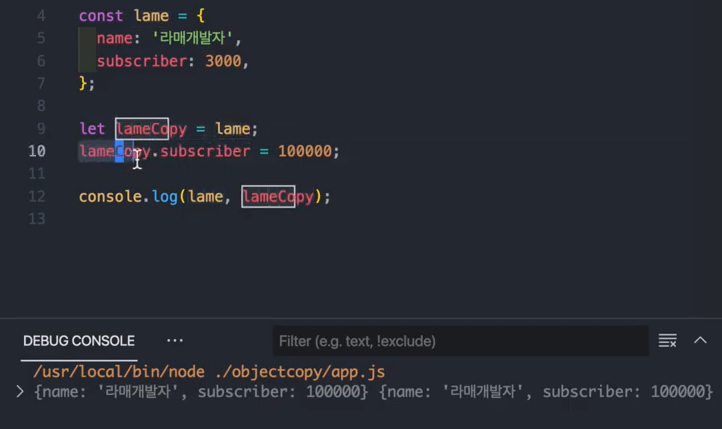 4 const lame = {
5 name: '라매개발자',
6 subscriber: 3000,
7 };
8
9 let lameCopy = lame;
10 lameCopy.subscriber = 100000;
11
12 console.log(lame, lameCopy);
13
DEBUG CONSOLE ··· Filter (e.g. text, !exclude)
/usr/local/bin/node ./objectcopy/app.js
> {name: '라매개발자', subscriber: 100000} {name: '라매개발자', subscriber: 100000}